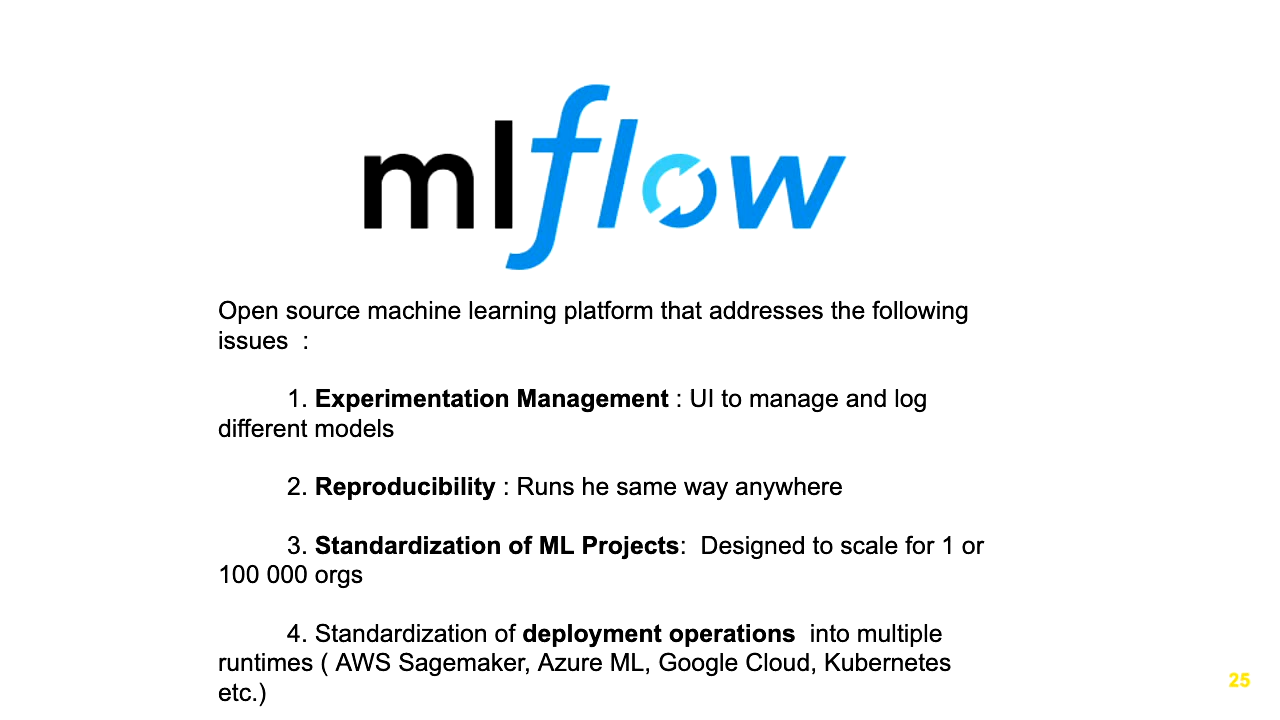 mlflow
Open source machine learning platform that addresses the following
issues  :
1. Experimentation Management : UI to manage and log
different models
2. Reproducibility : Runs he same way anywhere
3. Standardization of ML Projects:  Designed to scale for 1 or
100 000 orgs
4. Standardization of deployment operations  into multiple
runtimes ( AWS Sagemaker, Azure ML, Google Cloud, Kubernetes
etc.)
25